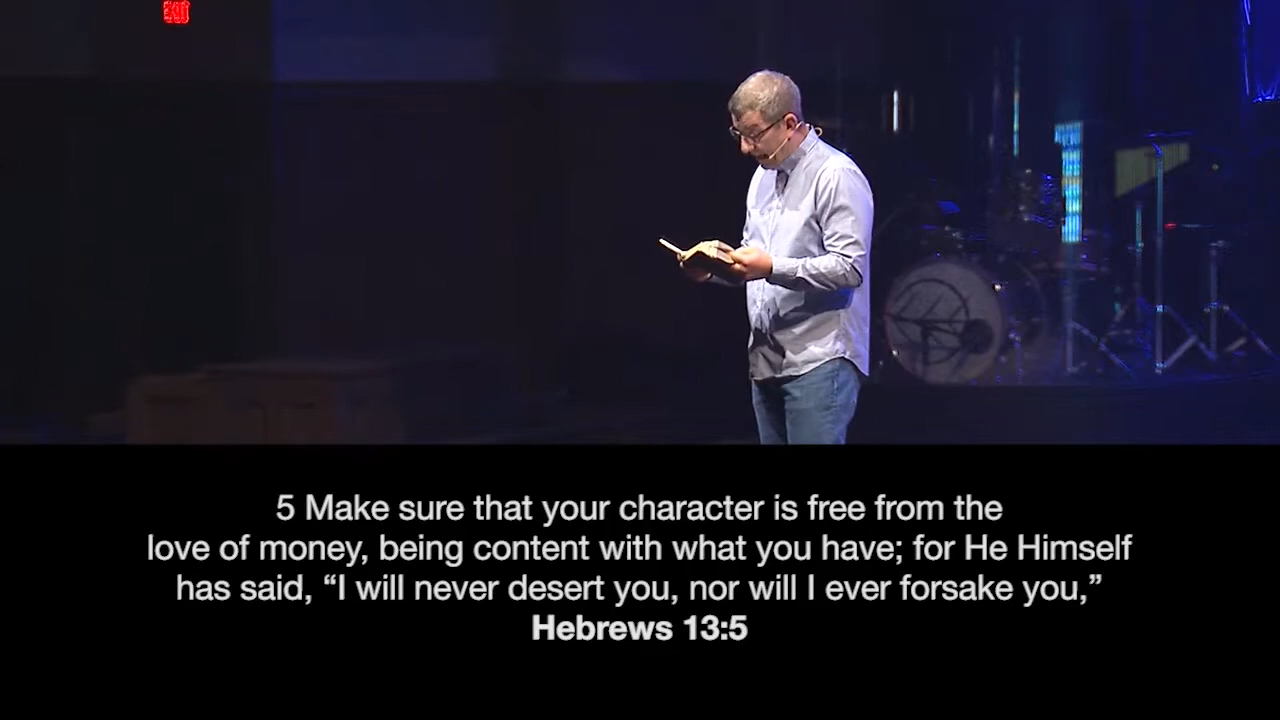 EXIT
5 Make sure that your character is free from the
love of money, being content with what you have; for He Himself
has said, “I will never desert you, nor will I ever forsake you,”
Hebrews 13:5